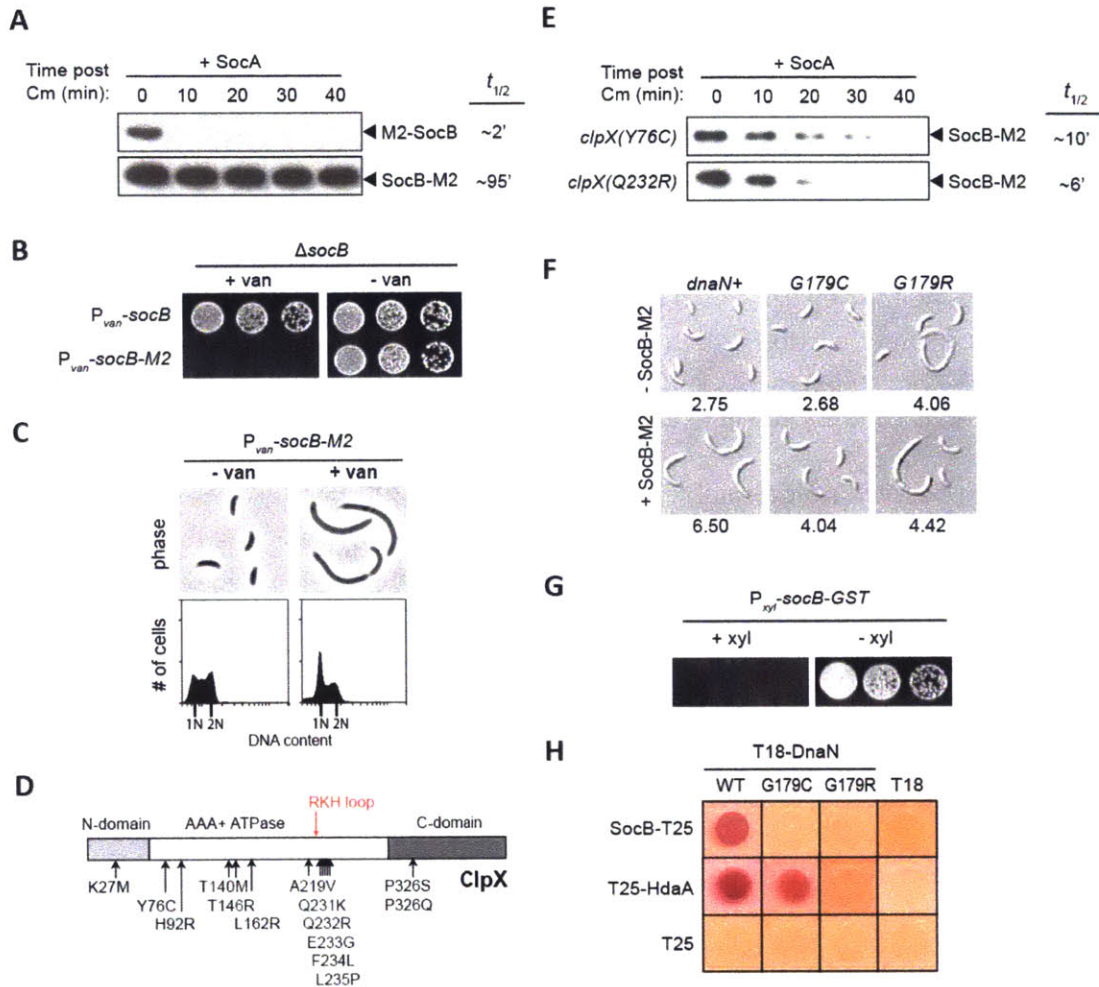 A
+ SocA
Time post
Cm (min): 0 10 20 30 40 t1/2
M2-SocB ~2'
SocB-M2 ~95'
B
ΔsocB
+ van - van
Pvan-socB
Pvan-socB-M2
C
Pvan-socB-M2
- van + van
phase
# of cells
1N 2N 1N 2N
DNA content
D
RKH loop
N-domain AAA+ ATPase C-domain
ClpX
K27M T140M A219V P326S
Y76C T146R Q231K P326Q
H92R L162R Q232R
E233G
F234L
L235P
E
+ SocA
Time post
Cm (min): 0 10 20 30 40 t1/2
clpX(Y76C) SocB-M2 ~10'
clpX(Q232R) SocB-M2 ~6'
F
dnaN+ G179C G179R
- SocB-M2
2.75 2.68 4.06
+ SocB-M2
6.50 4.04 4.42
G
Pxyl-socB-GST
+ xyl - xyl
H
T18-DnaN
WT G179C G179R T18
SocB-T25
T25-HdaA
T25